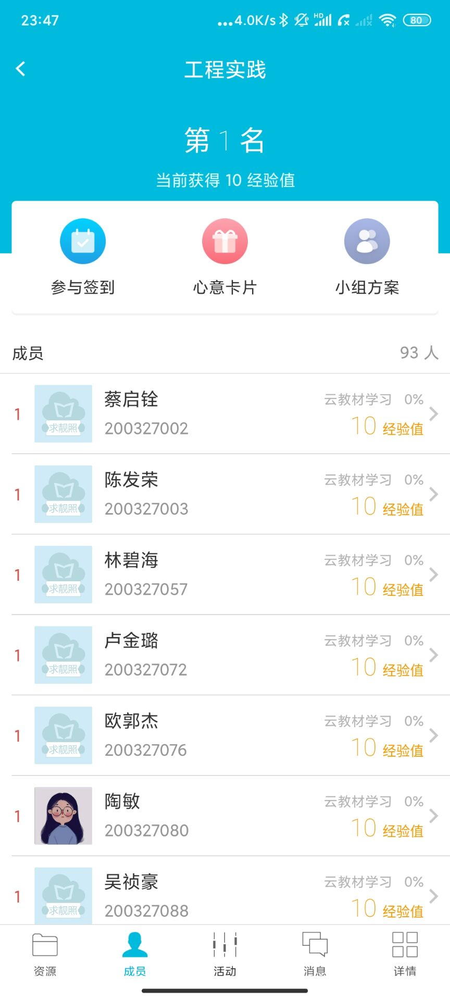 23:47
...4.0K/s HD 80
工程实践
第 1 名
当前获得 10 经验值
参与签到 心意卡片 小组方案
成员 93 人
蔡启铨 云教材学习 0%
1 求靓照 200327002 10 经验值
陈发荣 云教材学习 0%
1 求靓照 200327003 10 经验值
林碧海 云教材学习 0%
1 求靓照 200327057 10 经验值
卢金璐 云教材学习 0%
1 求靓照 200327072 10 经验值
欧郭杰 云教材学习 0%
1 求靓照 200327076 10 经验值
陶敏 云教材学习 0%
1 200327080 10 经验值
吴祯豪 云教材学习 0%
1 求靓照 200327088 10 经验值
资源 成员 活动 消息 详情